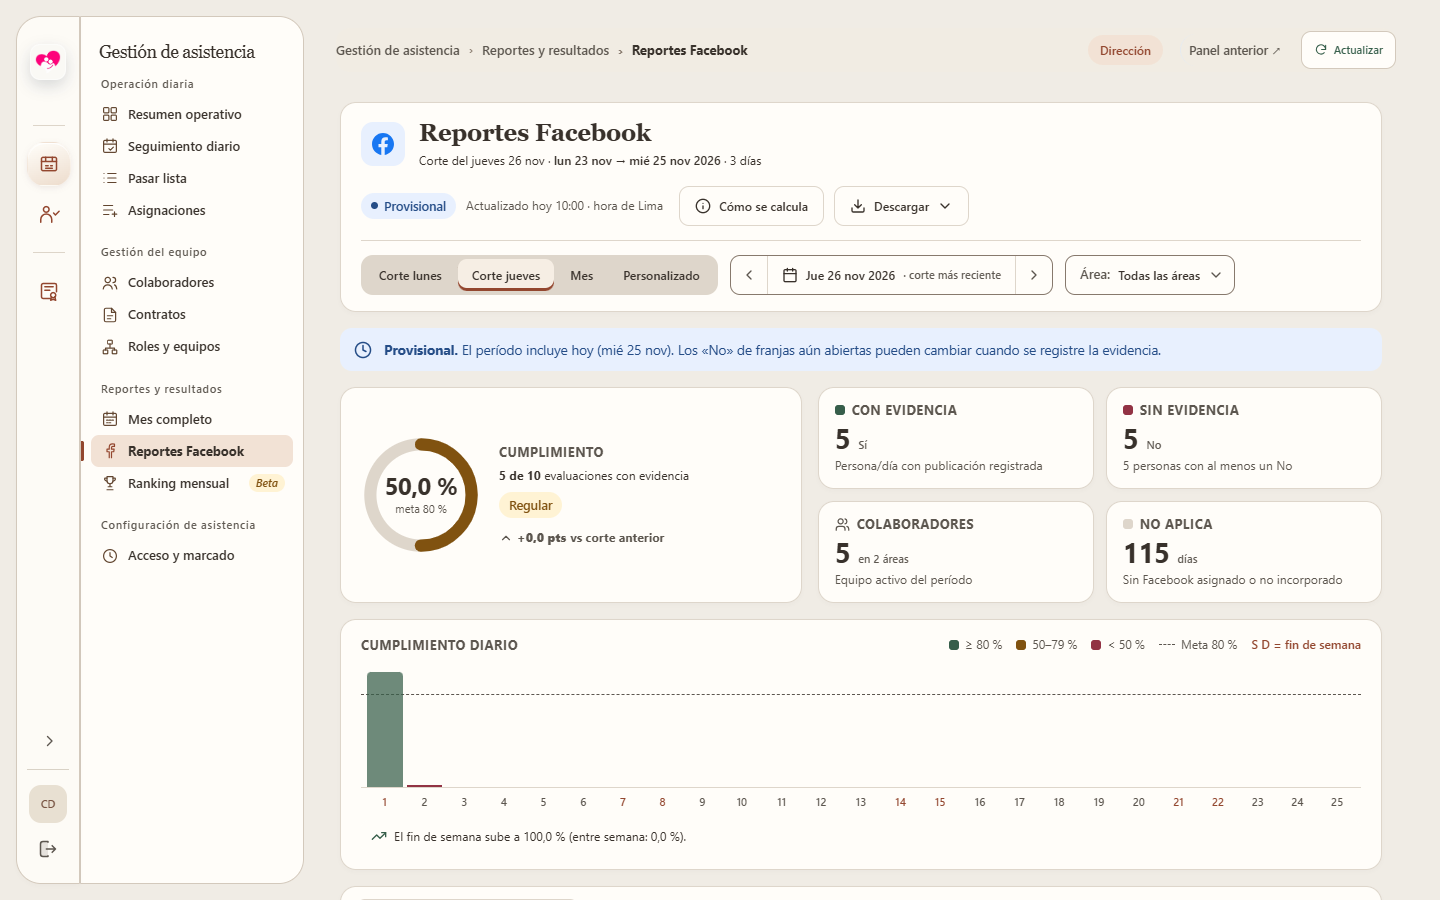 Gestión de asistencia
Operación diaria
Resumen operativo
Seguimiento diario
Pasar lista
Asignaciones
Gestión del equipo
Colaboradores
Contratos
Roles y equipos
Reportes y resultados
Mes completo
Reportes Facebook
Ranking mensual Beta
Configuración de asistencia
Acceso y marcado
CD
Gestión de asistencia › Reportes y resultados › Reportes Facebook
Dirección
Panel anterior ↗
Actualizar
Reportes Facebook
Corte del jueves 26 nov · lun 23 nov → mié 25 nov 2026 · 3 días
Provisional
Actualizado hoy 10:00 · hora de Lima
Cómo se calcula
Descargar
Corte lunes
Corte jueves
Mes
Personalizado
Jue 26 nov 2026 · corte más reciente
Área: Todas las áreas
Provisional. El período incluye hoy (mié 25 nov). Los «No» de franjas aún abiertas pueden cambiar cuando se registre la evidencia.
50,0 %
meta 80 %
CUMPLIMIENTO
5 de 10 evaluaciones con evidencia
Regular
+0,0 pts vs corte anterior
CON EVIDENCIA
5 Sí
Persona/día con publicación registrada
SIN EVIDENCIA
5 No
5 personas con al menos un No
COLABORADORES
5 en 2 áreas
Equipo activo del período
NO APLICA
115 días
Sin Facebook asignado o no incorporado
CUMPLIMIENTO DIARIO
≥ 80 %
50–79 %
< 50 %
Meta 80 %
S D = fin de semana
1 2 3 4 5 6 7 8 9 10 11 12 13 14 15 16 17 18 19 20 21 22 23 24 25
El fin de semana sube a 100,0 % (entre semana: 0,0 %).